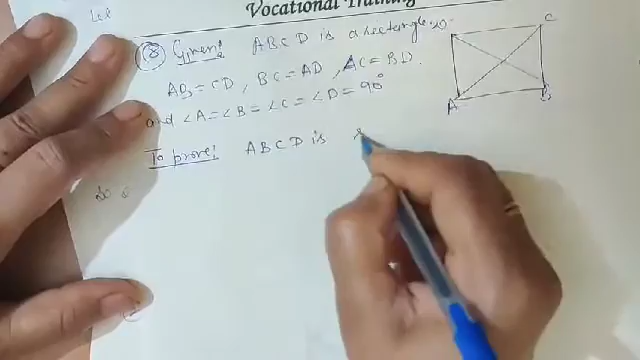 Vocational Training
(8) Given: ABCD is a rectangle. so
AB = CD, BC = AD, AC = BD.
and ∠A = ∠B = ∠C = ∠D = 90°
To prove: ABCD is
C
A
B